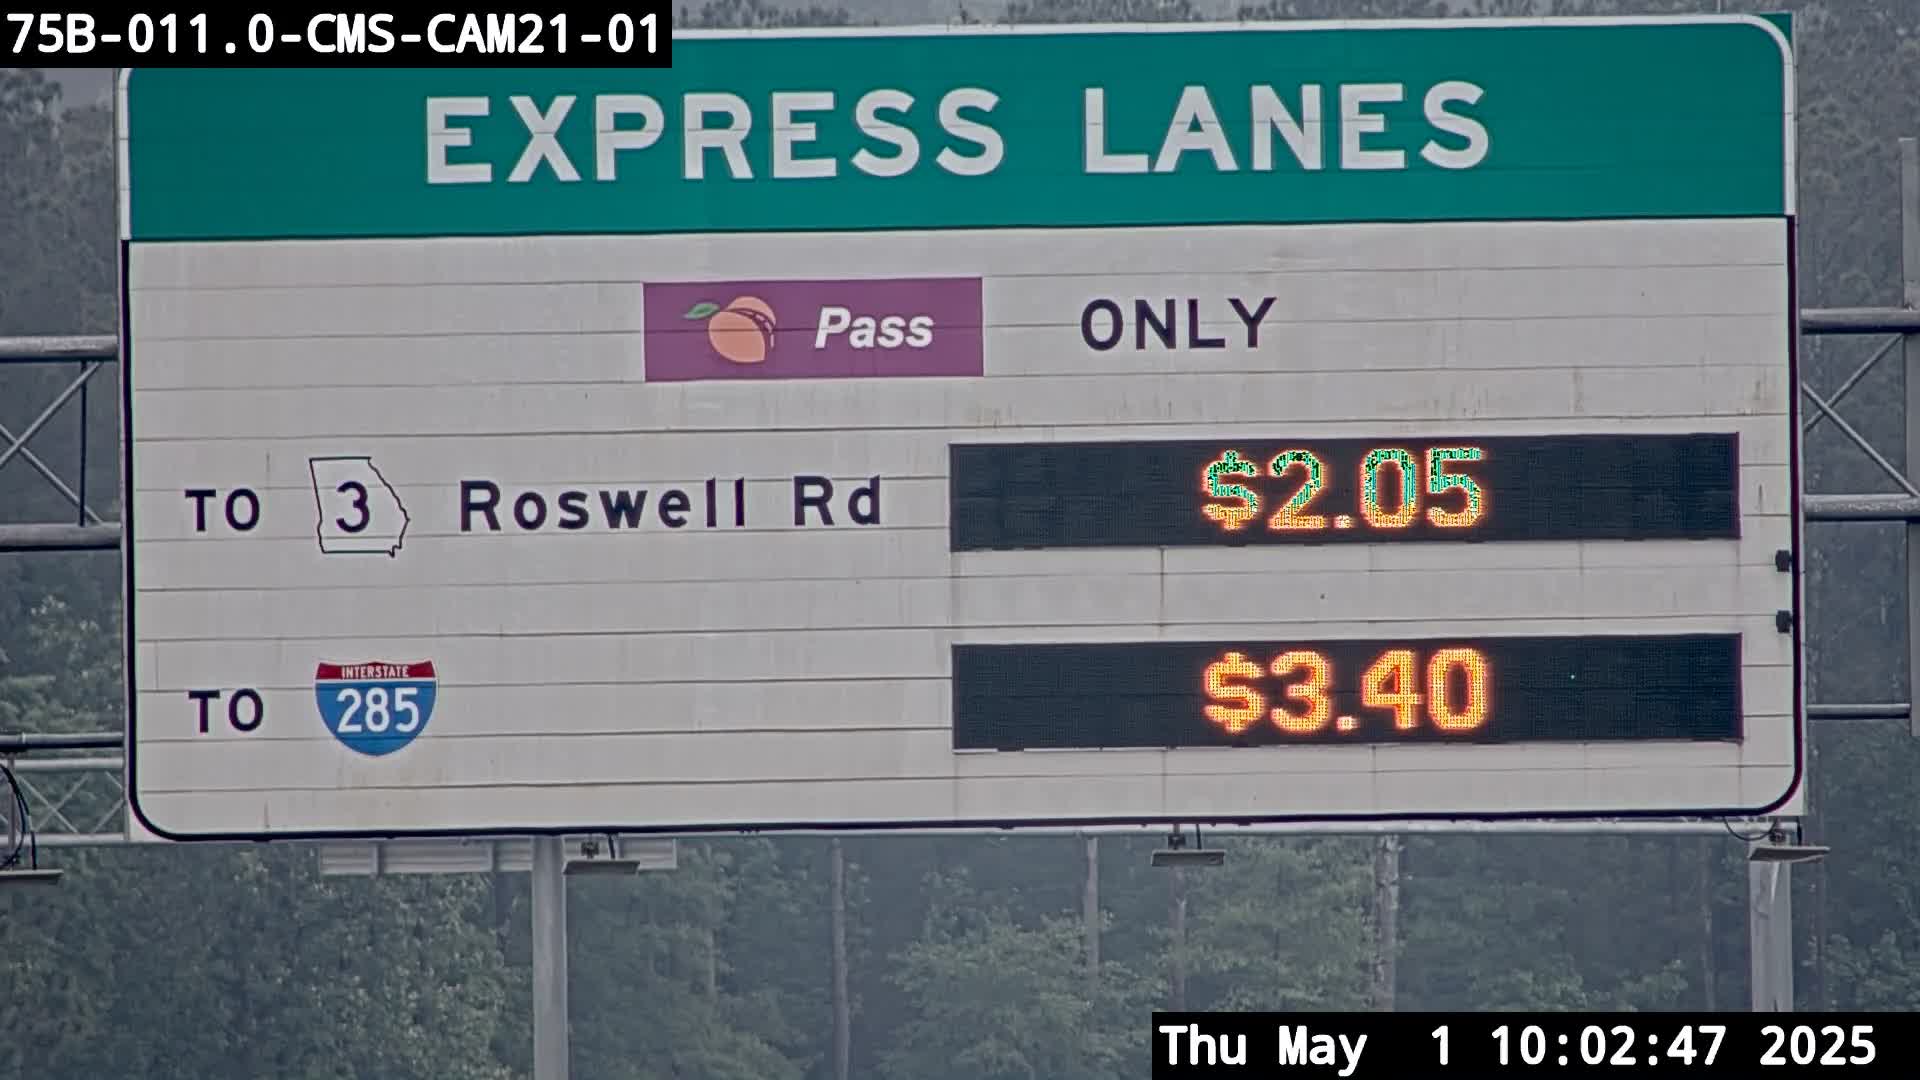 75B-011.0-CMS-CAM21-01
EXPRESS LANES
Pass ONLY
TO 3 Roswell Rd $2.05
TO INTERSTATE 285 $3.40
Thu May 1 10:02:47 2025